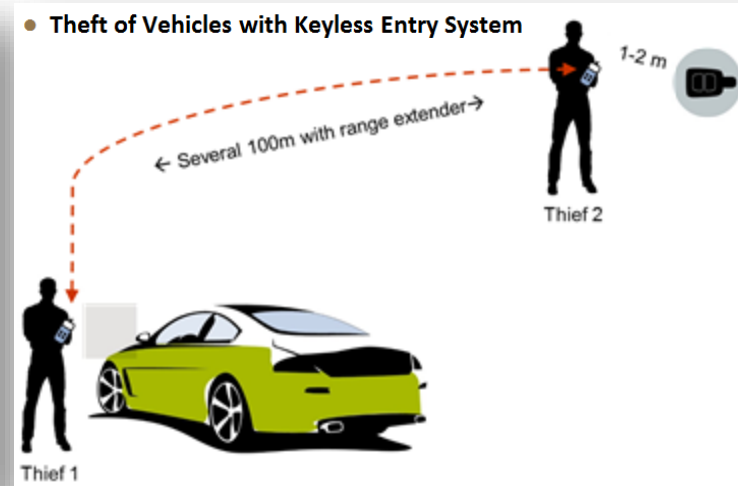 Theft of Vehicles with Keyless Entry System
1-2 m
← Several 100m with range extender→
Thief 2
Thief 1